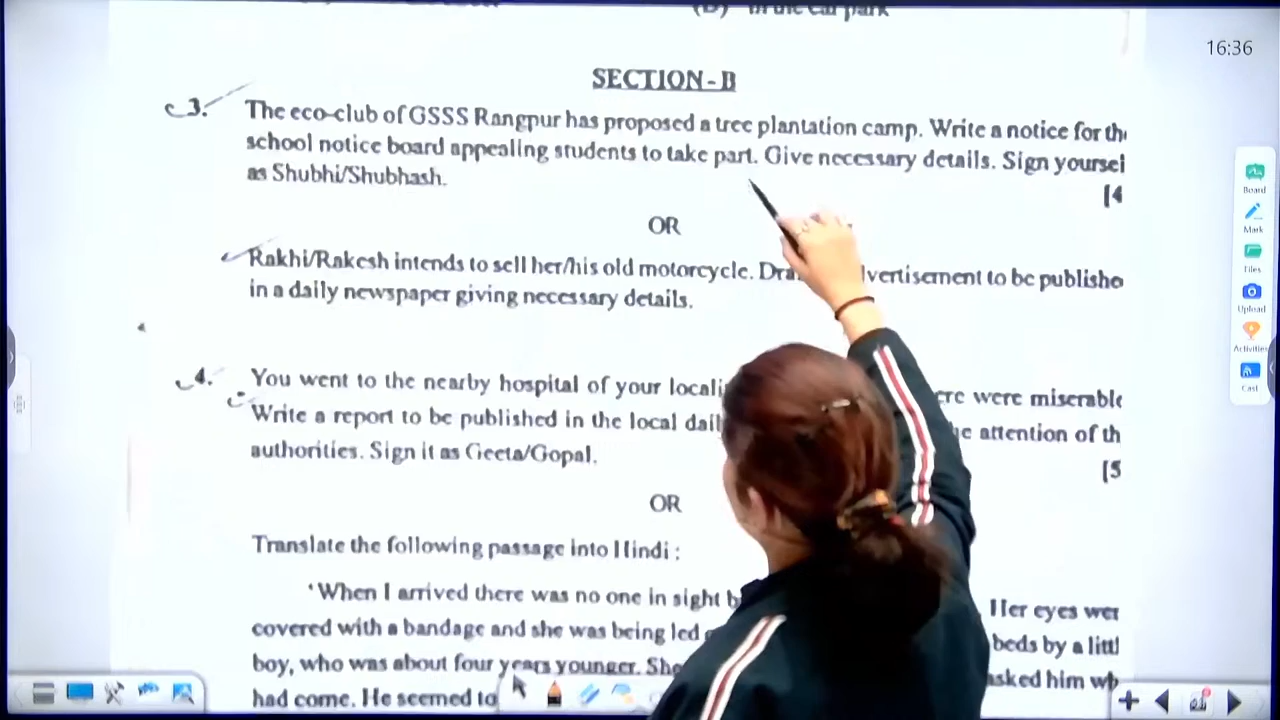 in the car park
16:36
SECTION-B
3. The eco-club of GSSS Rangpur has proposed a tree plantation camp. Write a notice for the
school notice board appealing students to take part. Give necessary details. Sign yoursel
as Shubhi/Shubhash.
[4
OR
Rakhi/Rakesh intends to sell her/his old motorcycle. Dra lvertisement to be publishe
in a daily newspaper giving necessary details.
4. You went to the nearby hospital of your locali ere were miserable
Write a report to be published in the local dail he attention of th
authorities. Sign it as Geeta/Gopal.
[5
OR
Translate the following passage into Hindi :
'When I arrived there was no one in sight b Her eyes wer
covered with a bandage and she was being led beds by a littl
boy, who was about four years younger. She asked him wh
had come. He seemed to
Board
Mark
Files
Upload
Activities
Cast